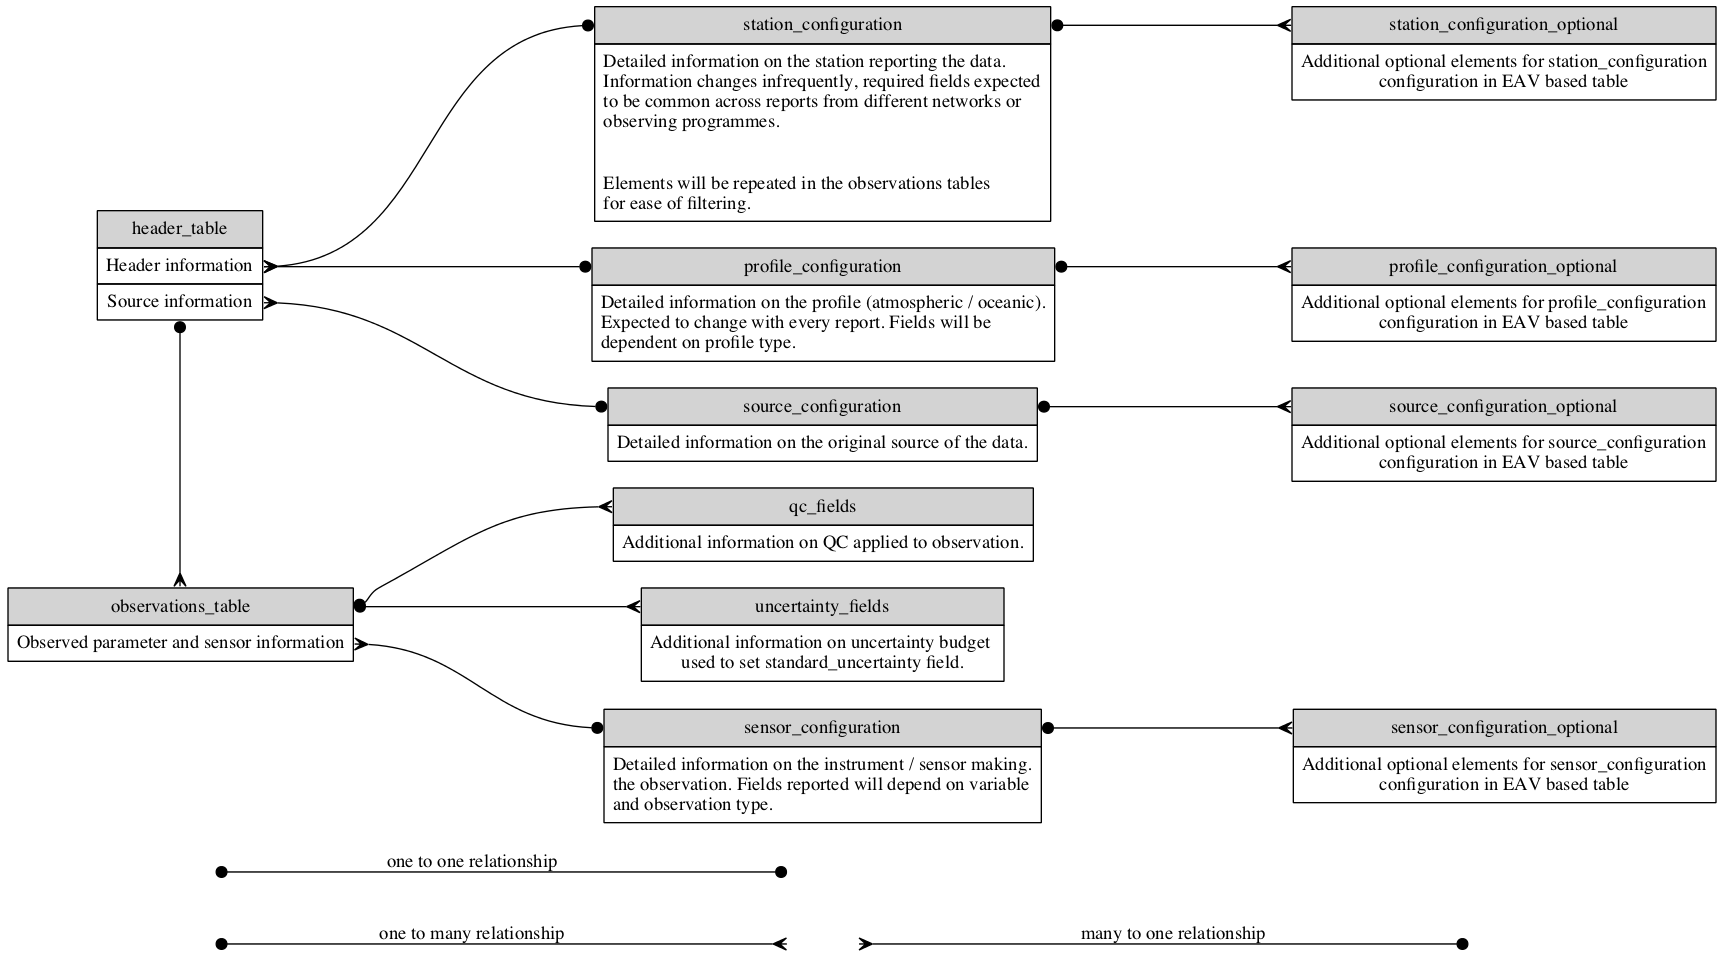 station_configuration
Detailed information on the station reporting the data.
Information changes infrequently, required fields expected
to be common across reports from different networks or
observing programmes.
Elements will be repeated in the observations tables
for ease of filtering.
station_configuration_optional
Additional optional elements for station_configuration
configuration in EAV based table
header_table
Header information
Source information
profile_configuration
Detailed information on the profile (atmospheric / oceanic).
Expected to change with every report. Fields will be
dependent on profile type.
profile_configuration_optional
Additional optional elements for profile_configuration
configuration in EAV based table
source_configuration
Detailed information on the original source of the data.
source_configuration_optional
Additional optional elements for source_configuration
configuration in EAV based table
qc_fields
Additional information on QC applied to observation.
observations_table
Observed parameter and sensor information
uncertainty_fields
Additional information on uncertainty budget
used to set standard_uncertainty field.
sensor_configuration
Detailed information on the instrument / sensor making.
the observation. Fields reported will depend on variable
and observation type.
sensor_configuration_optional
Additional optional elements for sensor_configuration
configuration in EAV based table
one to one relationship
one to many relationship
many to one relationship